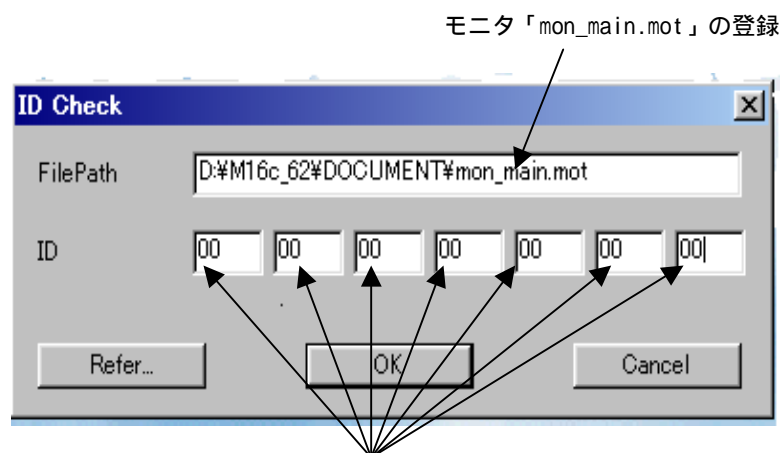 モニタ「mon_main.mot」の登録
ID Check
FilePath D:¥M16c_62¥DOCUMENT¥mon_main.mot
ID 00 00 00 00 00 00 00
Refer... OK Cancel